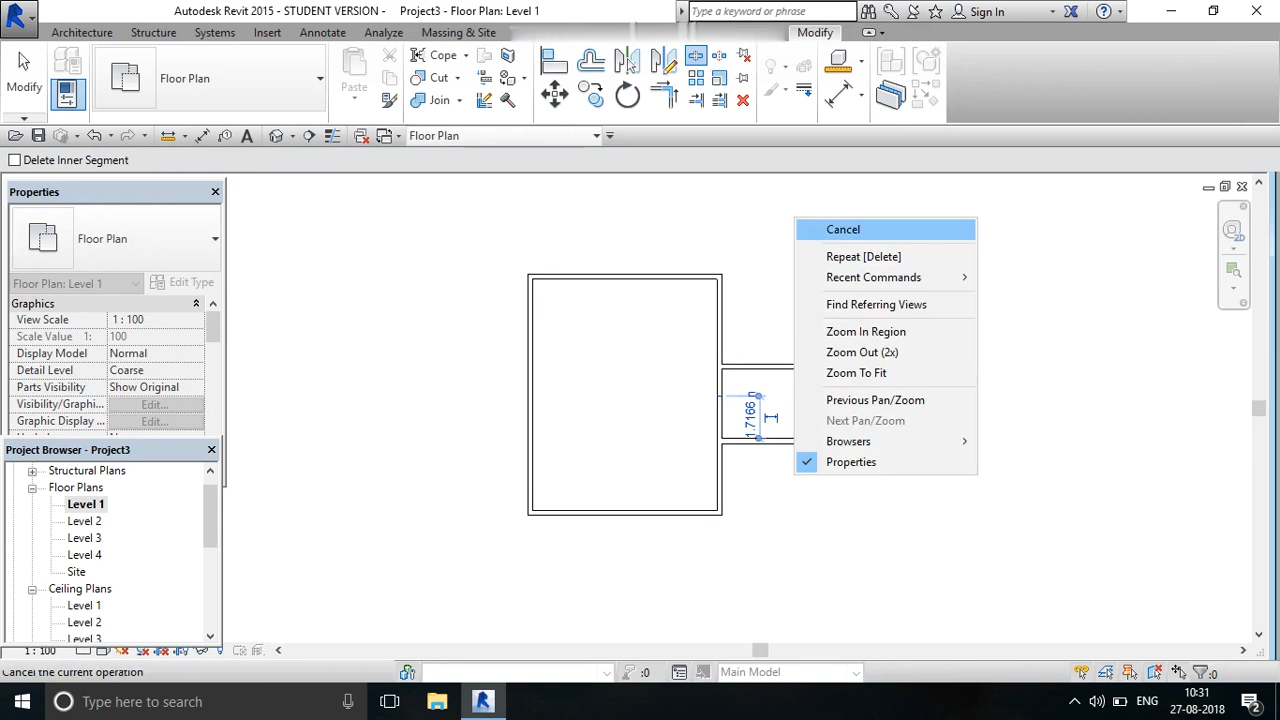 Autodesk Revit 2015 - STUDENT VERSION - Project3 - Floor Plan: Level 1
Type a keyword or phrase
Sign In
Architecture Structure Systems Insert Annotate Analyze Massing & Site Modify
Modify
Floor Plan
Paste
Cope
Cut
Join
Floor Plan
Delete Inner Segment
Properties
Floor Plan
Floor Plan: Level 1 Edit Type
Graphics
View Scale 1 : 100
Scale Value 1: 100
Display Model Normal
Detail Level Coarse
Parts Visibility Show Original
Visibility/Graphi... Edit...
Graphic Display ... Edit...
Project Browser - Project3
Structural Plans
Floor Plans
Level 1
Level 2
Level 3
Level 4
Site
Ceiling Plans
Level 1
Level 2
Level 3
1.7166
Cancel
Repeat [Delete]
Recent Commands
Find Referring Views
Zoom In Region
Zoom Out (2x)
Zoom To Fit
Previous Pan/Zoom
Next Pan/Zoom
Browsers
Properties
2D
1 : 100
Cancel the current operation
:0
Main Model
:0
Type here to search
ENG
10:31
27-08-2018
2